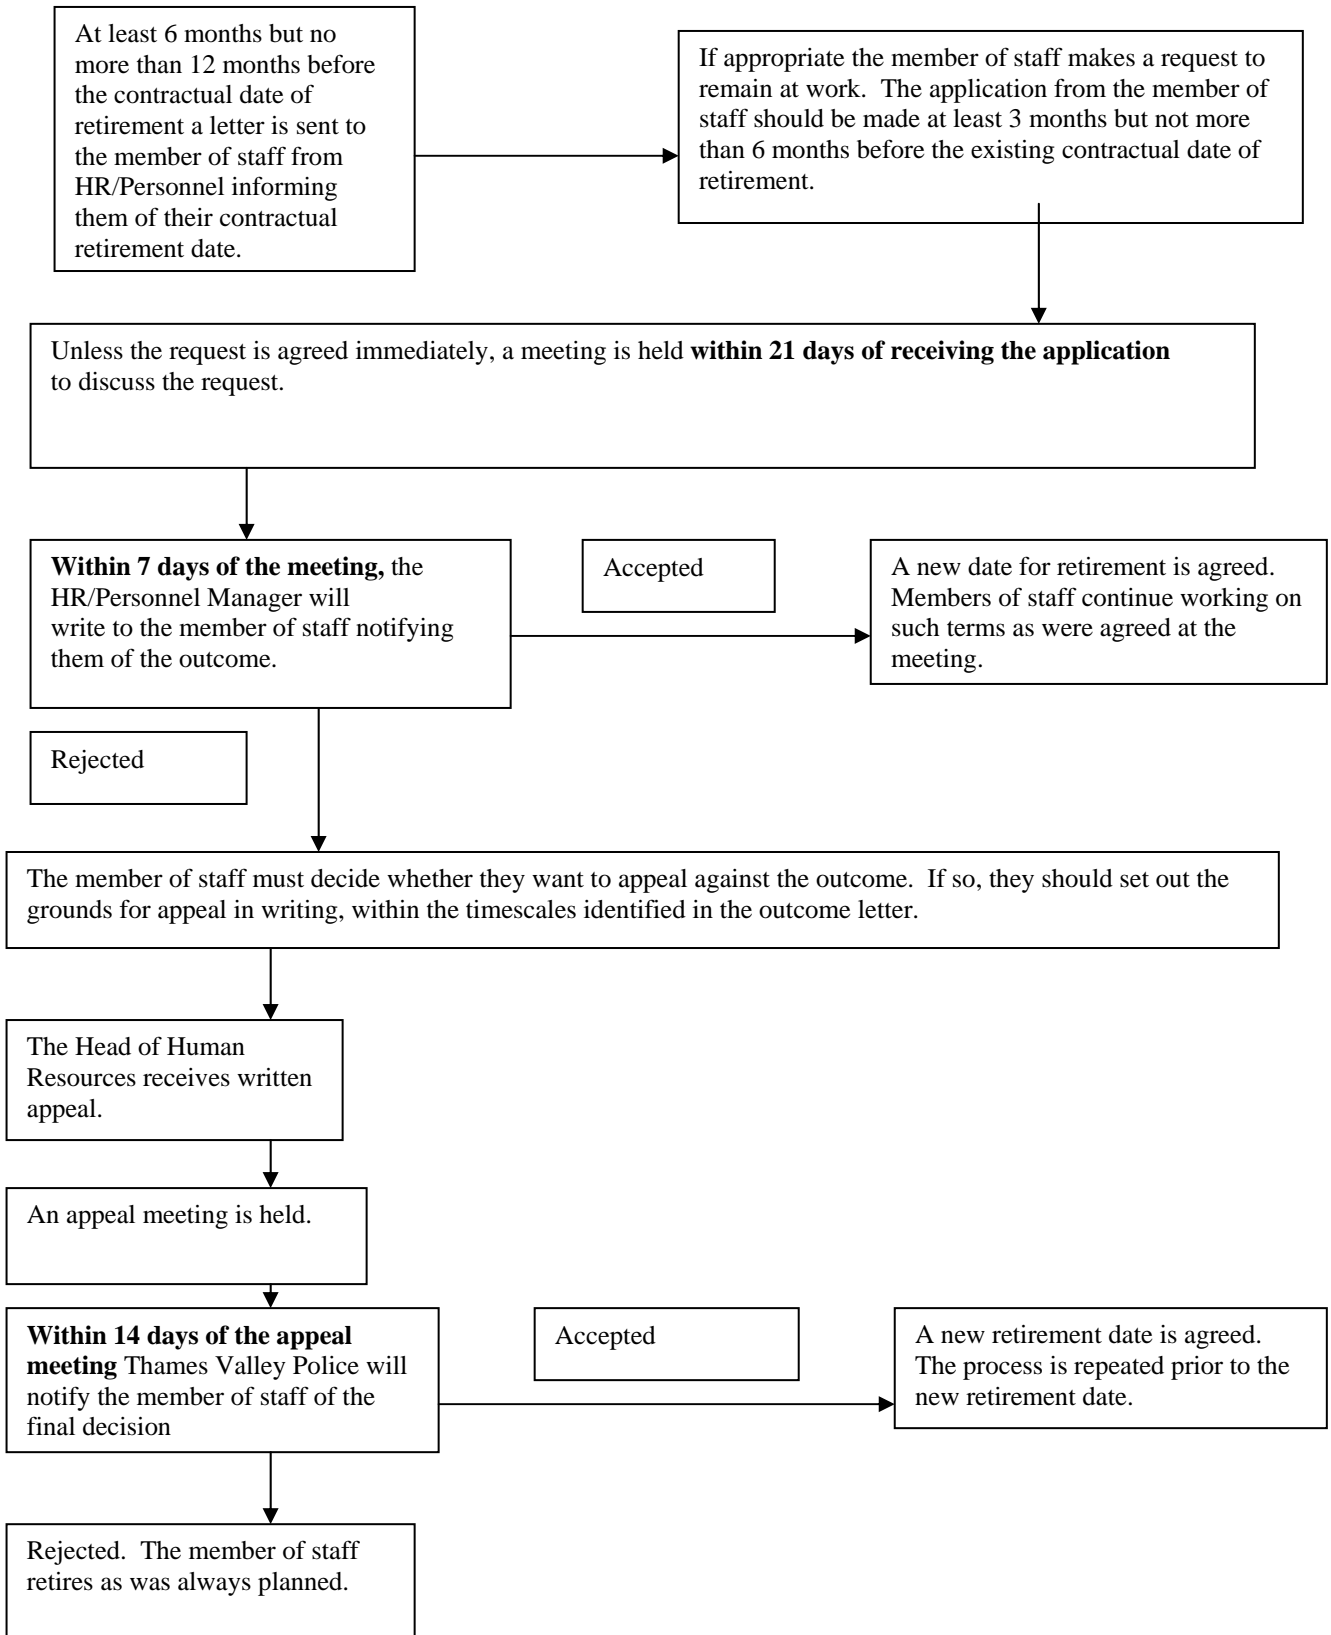 At least 6 months but no
more than 12 months before
the contractual date of
retirement a letter is sent to
the member of staff from
HR/Personnel informing
them of their contractual
retirement date.
If appropriate the member of staff makes a request to
remain at work.  The application from the member of
staff should be made at least 3 months but not more
than 6 months before the existing contractual date of
retirement.
Unless the request is agreed immediately, a meeting is held within 21 days of receiving the application
to discuss the request.
Within 7 days of the meeting, the
HR/Personnel Manager will
write to the member of staff notifying
them of the outcome.
Accepted
A new date for retirement is agreed.
Members of staff continue working on
such terms as were agreed at the
meeting.
Rejected
The member of staff must decide whether they want to appeal against the outcome.  If so, they should set out the
grounds for appeal in writing, within the timescales identified in the outcome letter.
The Head of Human
Resources receives written
appeal.
An appeal meeting is held.
Within 14 days of the appeal
meeting Thames Valley Police will
notify the member of staff of the
final decision
Accepted
A new retirement date is agreed.
The process is repeated prior to the
new retirement date.
Rejected.  The member of staff
retires as was always planned.